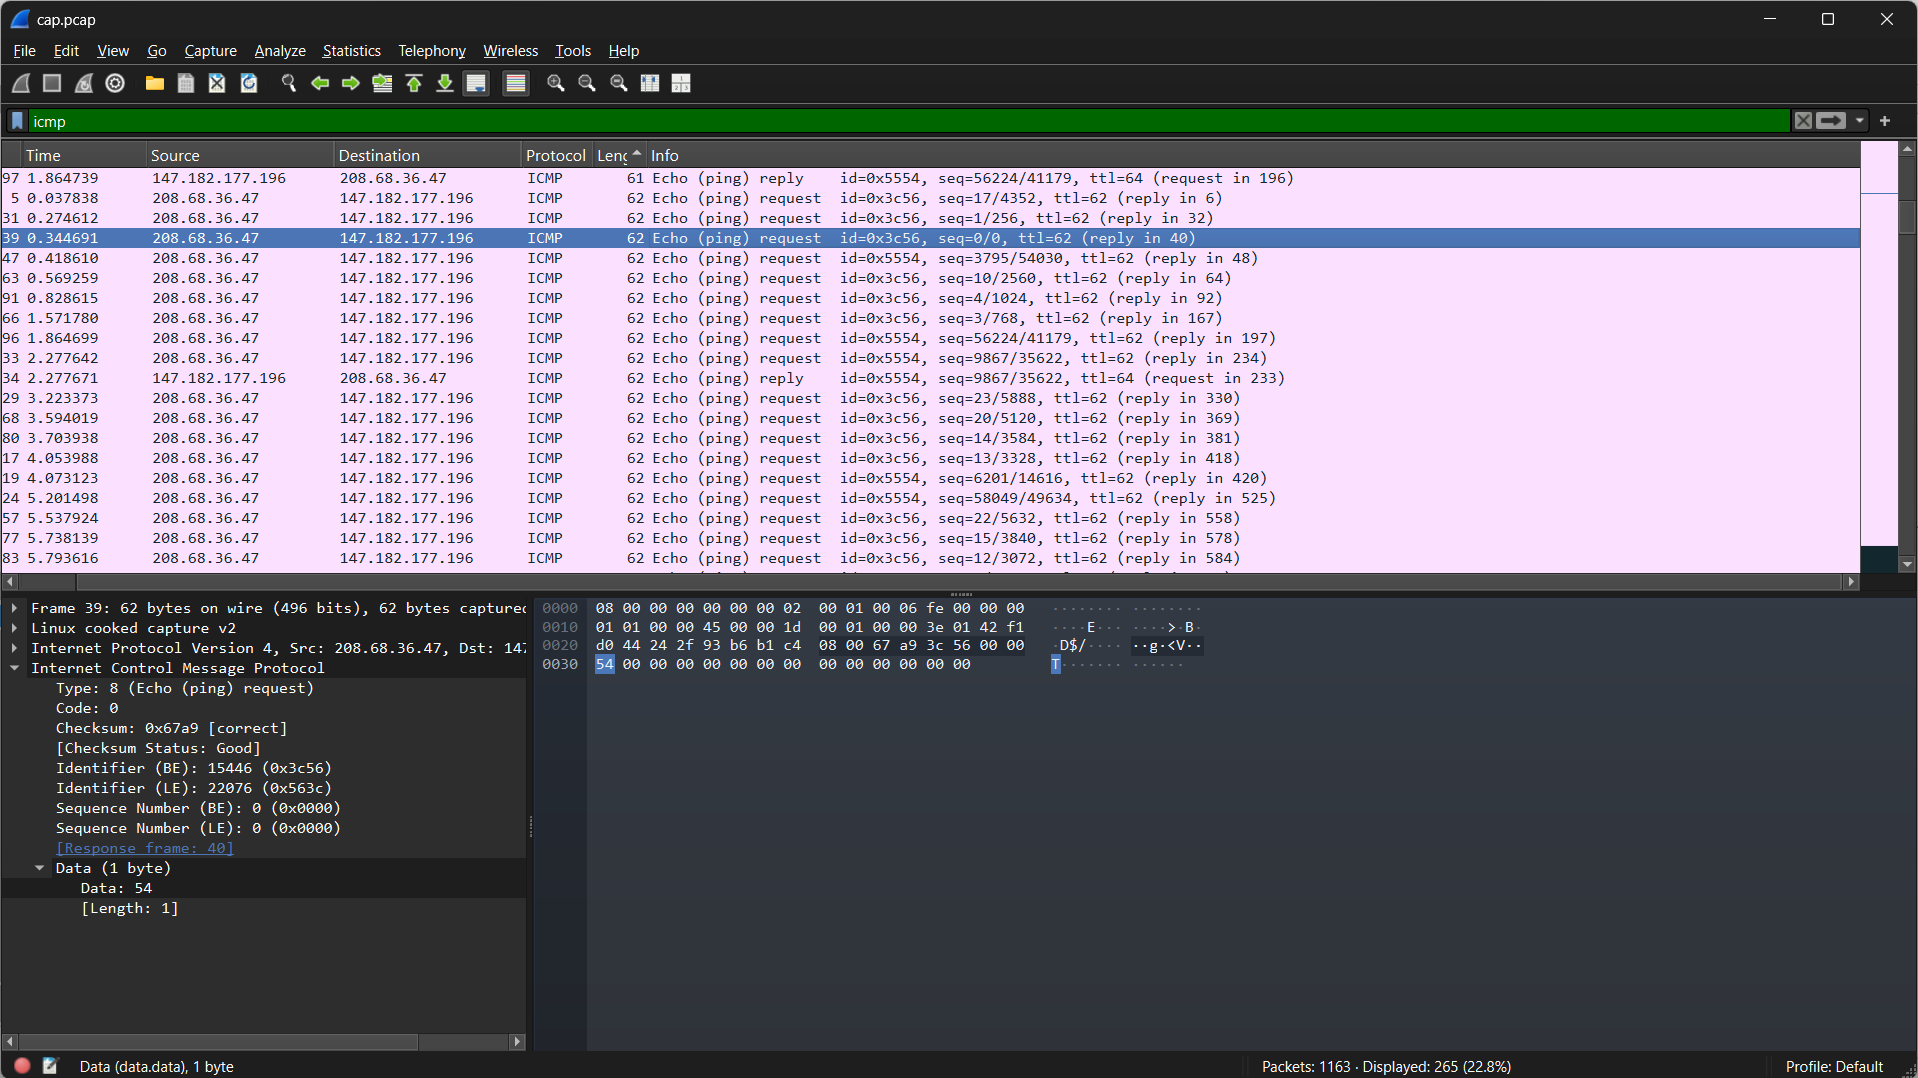 cap.pcap
File Edit View Go Capture Analyze Statistics Telephony Wireless Tools Help
icmp
Time Source Destination Protocol Leng Info
97 1.864739 147.182.177.196 208.68.36.47 ICMP 61 Echo (ping) reply id=0x5554, seq=56224/41179, ttl=64 (request in 196)
5 0.037838 208.68.36.47 147.182.177.196 ICMP 62 Echo (ping) request id=0x3c56, seq=17/4352, ttl=62 (reply in 6)
31 0.274612 208.68.36.47 147.182.177.196 ICMP 62 Echo (ping) request id=0x3c56, seq=1/256, ttl=62 (reply in 32)
39 0.344691 208.68.36.47 147.182.177.196 ICMP 62 Echo (ping) request id=0x3c56, seq=0/0, ttl=62 (reply in 40)
47 0.418610 208.68.36.47 147.182.177.196 ICMP 62 Echo (ping) request id=0x5554, seq=3795/54030, ttl=62 (reply in 48)
63 0.569259 208.68.36.47 147.182.177.196 ICMP 62 Echo (ping) request id=0x3c56, seq=10/2560, ttl=62 (reply in 64)
91 0.828615 208.68.36.47 147.182.177.196 ICMP 62 Echo (ping) request id=0x3c56, seq=4/1024, ttl=62 (reply in 92)
66 1.571780 208.68.36.47 147.182.177.196 ICMP 62 Echo (ping) request id=0x3c56, seq=3/768, ttl=62 (reply in 167)
96 1.864699 208.68.36.47 147.182.177.196 ICMP 62 Echo (ping) request id=0x5554, seq=56224/41179, ttl=62 (reply in 197)
33 2.277642 208.68.36.47 147.182.177.196 ICMP 62 Echo (ping) request id=0x5554, seq=9867/35622, ttl=62 (reply in 234)
34 2.277671 147.182.177.196 208.68.36.47 ICMP 62 Echo (ping) reply id=0x5554, seq=9867/35622, ttl=64 (request in 233)
29 3.223373 208.68.36.47 147.182.177.196 ICMP 62 Echo (ping) request id=0x3c56, seq=23/5888, ttl=62 (reply in 330)
68 3.594019 208.68.36.47 147.182.177.196 ICMP 62 Echo (ping) request id=0x3c56, seq=20/5120, ttl=62 (reply in 369)
80 3.703938 208.68.36.47 147.182.177.196 ICMP 62 Echo (ping) request id=0x3c56, seq=14/3584, ttl=62 (reply in 381)
17 4.053988 208.68.36.47 147.182.177.196 ICMP 62 Echo (ping) request id=0x3c56, seq=13/3328, ttl=62 (reply in 418)
19 4.073123 208.68.36.47 147.182.177.196 ICMP 62 Echo (ping) request id=0x5554, seq=6201/14616, ttl=62 (reply in 420)
24 5.201498 208.68.36.47 147.182.177.196 ICMP 62 Echo (ping) request id=0x5554, seq=58049/49634, ttl=62 (reply in 525)
57 5.537924 208.68.36.47 147.182.177.196 ICMP 62 Echo (ping) request id=0x3c56, seq=22/5632, ttl=62 (reply in 558)
77 5.738139 208.68.36.47 147.182.177.196 ICMP 62 Echo (ping) request id=0x3c56, seq=15/3840, ttl=62 (reply in 578)
83 5.793616 208.68.36.47 147.182.177.196 ICMP 62 Echo (ping) request id=0x3c56, seq=12/3072, ttl=62 (reply in 584)
Frame 39: 62 bytes on wire (496 bits), 62 bytes captured
Linux cooked capture v2
Internet Protocol Version 4, Src: 208.68.36.47, Dst: 147
Internet Control Message Protocol
Type: 8 (Echo (ping) request)
Code: 0
Checksum: 0x67a9 [correct]
[Checksum Status: Good]
Identifier (BE): 15446 (0x3c56)
Identifier (LE): 22076 (0x563c)
Sequence Number (BE): 0 (0x0000)
Sequence Number (LE): 0 (0x0000)
[Response frame: 40]
Data (1 byte)
Data: 54
[Length: 1]
0000 08 00 00 00 00 00 00 02 00 01 00 06 fe 00 00 00 ········ ········
0010 01 01 00 00 45 00 00 1d 00 01 00 00 3e 01 42 f1 ····E··· ····>·B·
0020 d0 44 24 2f 93 b6 b1 c4 08 00 67 a9 3c 56 00 00 ·D$/···· ··g·<V··
0030 54 00 00 00 00 00 00 00 00 00 00 00 00 00 T······· ······
Data (data.data), 1 byte
Packets: 1163 · Displayed: 265 (22.8%)
Profile: Default